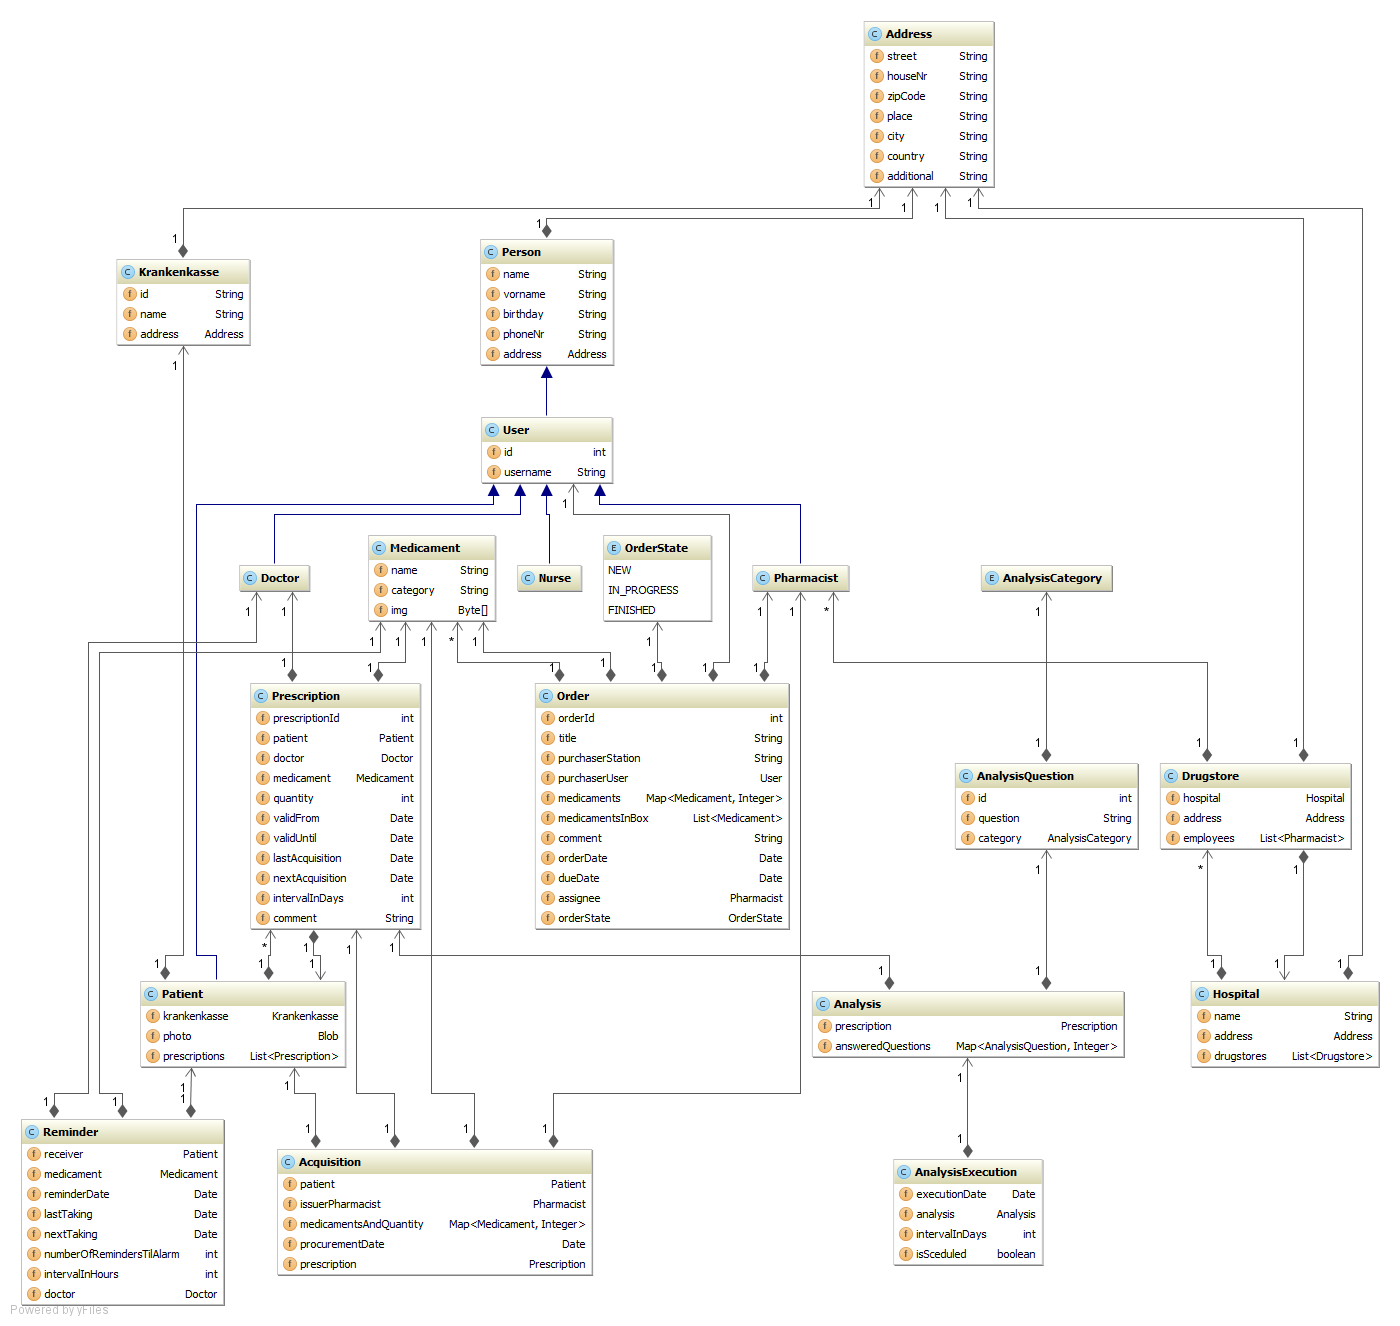 Address
street String
houseNr String
zipCode String
place String
city String
country String
additional String
1 1 1 1
1
1
Krankenkasse
id String
name String
address Address
1
Person
name String
vorname String
birthday String
phoneNr String
address Address
User
id int
username String
1
Doctor
1 1
Medicament
name String
category String
img Byte[]
1 1 1 * 1
Nurse
OrderState
NEW
IN_PROGRESS
FINISHED
1
Pharmacist
1 1 *
AnalysisCategory
1
1 1 1 1 1 1 1
Prescription
prescriptionId int
patient Patient
doctor Doctor
medicament Medicament
quantity int
validFrom Date
validUntil Date
lastAcquisition Date
nextAcquisition Date
intervalInDays int
comment String
* 1 1 1
Order
orderId int
title String
purchaserStation String
purchaserUser User
medicaments Map<Medicament, Integer>
medicamentsInBox List<Medicament>
comment String
orderDate Date
dueDate Date
assignee Pharmacist
orderState OrderState
1
AnalysisQuestion
id int
question String
category AnalysisCategory
1
1 1
Drugstore
hospital Hospital
address Address
employees List<Pharmacist>
* 1
1 1 1
Patient
krankenkasse Krankenkasse
photo Blob
prescriptions List<Prescription>
1 1
1 1
Analysis
prescription Prescription
answeredQuestions Map<AnalysisQuestion, Integer>
1
1 1 1
Hospital
name String
address Address
drugstores List<Drugstore>
1 1 1
Reminder
receiver Patient
medicament Medicament
reminderDate Date
lastTaking Date
nextTaking Date
numberOfRemindersTilAlarm int
intervalInHours int
doctor Doctor
1 1 1 1
Acquisition
patient Patient
issuerPharmacist Pharmacist
medicamentsAndQuantity Map<Medicament, Integer>
procurementDate Date
prescription Prescription
1
AnalysisExecution
executionDate Date
analysis Analysis
intervalInDays int
isSceduled boolean
Powered by yFiles